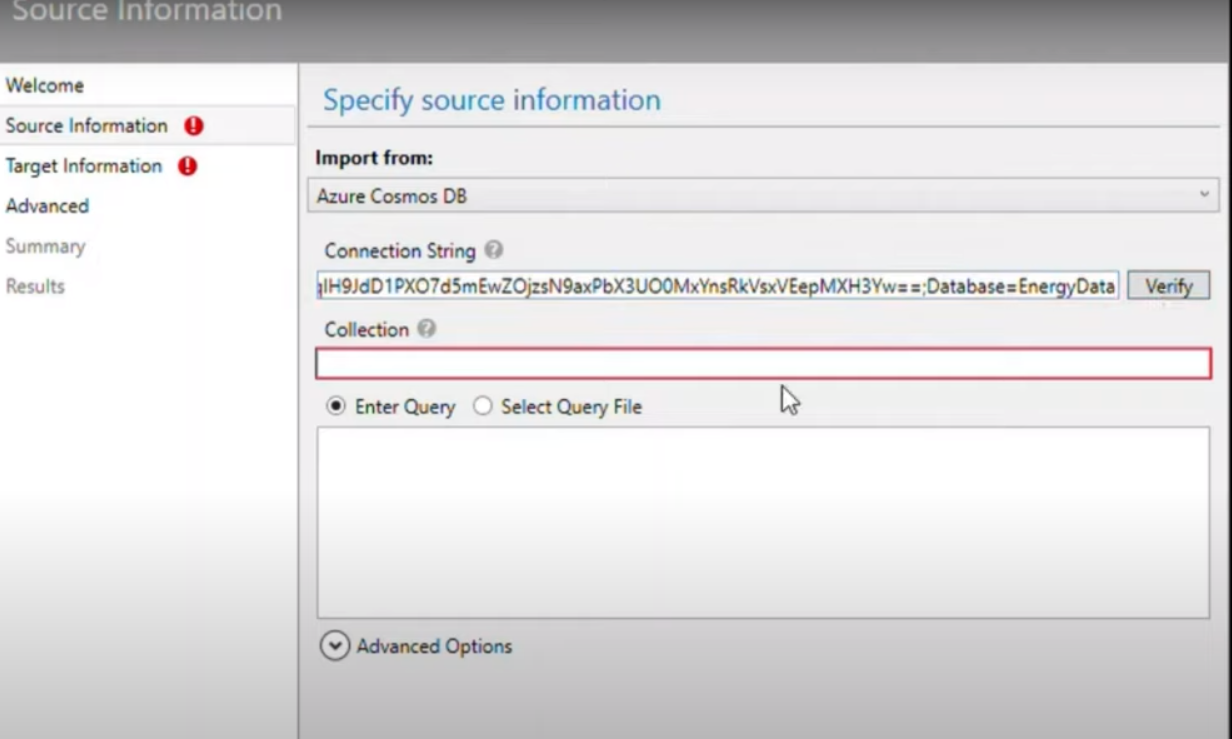 Source Information
Welcome
Source Information
Target Information
Advanced
Summary
Results
Specify source information
Import from:
Azure Cosmos DB
Connection String
qIH9JdD1PXO7d5mEwZOjzsN9axPbX3UO0MxYnsRkVsxVEepMXH3Yw==;Database=EnergyData
Verify
Collection
Enter Query
Select Query File
Advanced Options